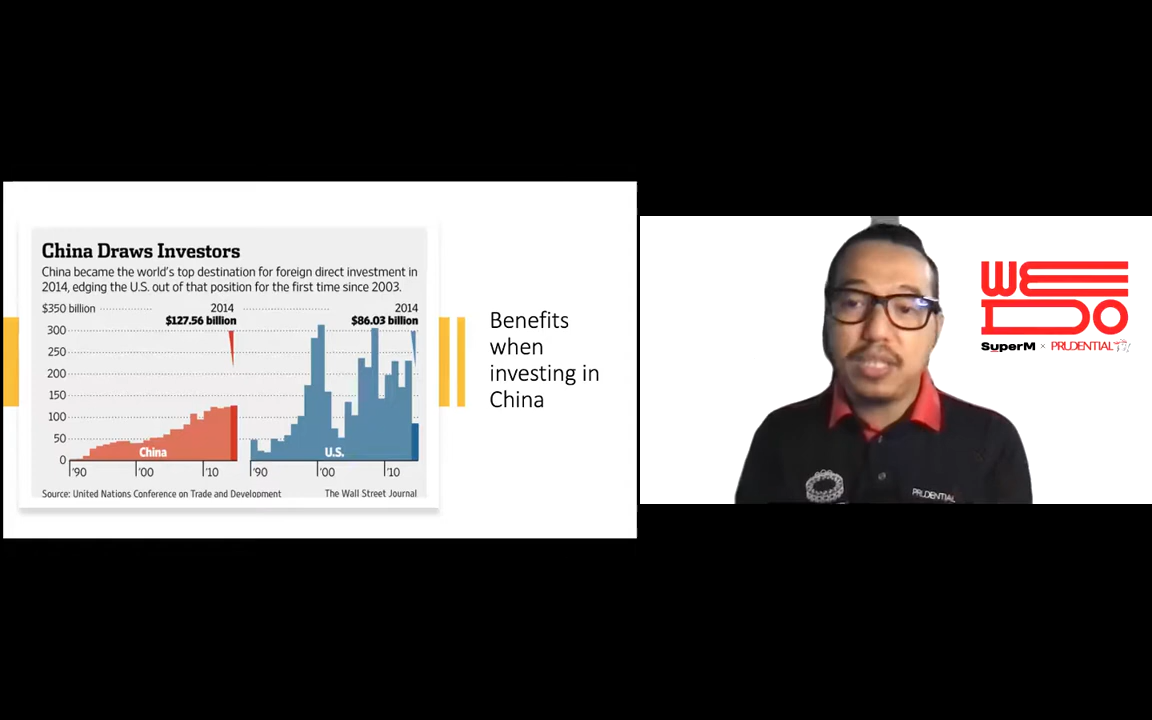 China Draws Investors
China became the world's top destination for foreign direct investment in
2014, edging the U.S. out of that position for the first time since 2003.
$350 billion
2014
$127.56 billion
2014
$86.03 billion
300
250
200
150
100
50
0
China
U.S.
'90
'00
'10
'90
'00
'10
Source: United Nations Conference on Trade and Development
The Wall Street Journal
Benefits
when
investing in
China
WE
DO
SuperM × PRUDENTIAL
PRUDENTIAL